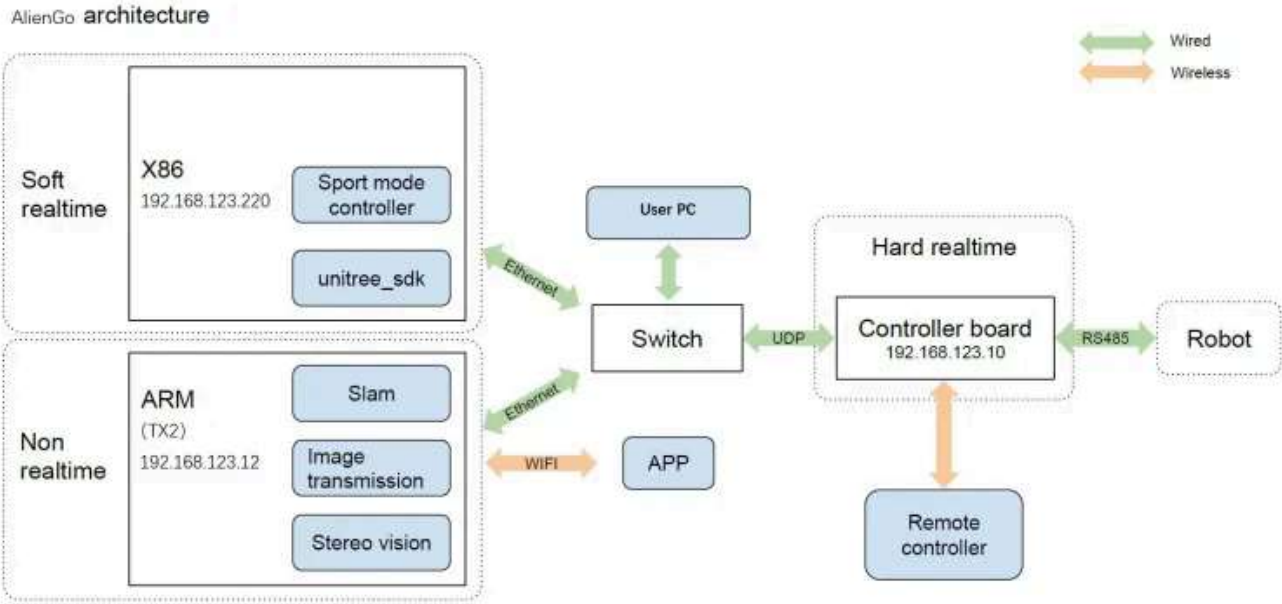 AlienGo architecture
Wired
Wireless
Soft
realtime
X86
192.168.123.220
Sport mode
controller
unitree_sdk
Ethernet
User PC
Switch
UDP
Hard realtime
Controller board
192.168.123.10
RS485
Robot
Non
realtime
ARM
(TX2)
192.168.123.12
Slam
Image
transmission
Stereo vision
Ethernet
WIFI
APP
Remote
controller